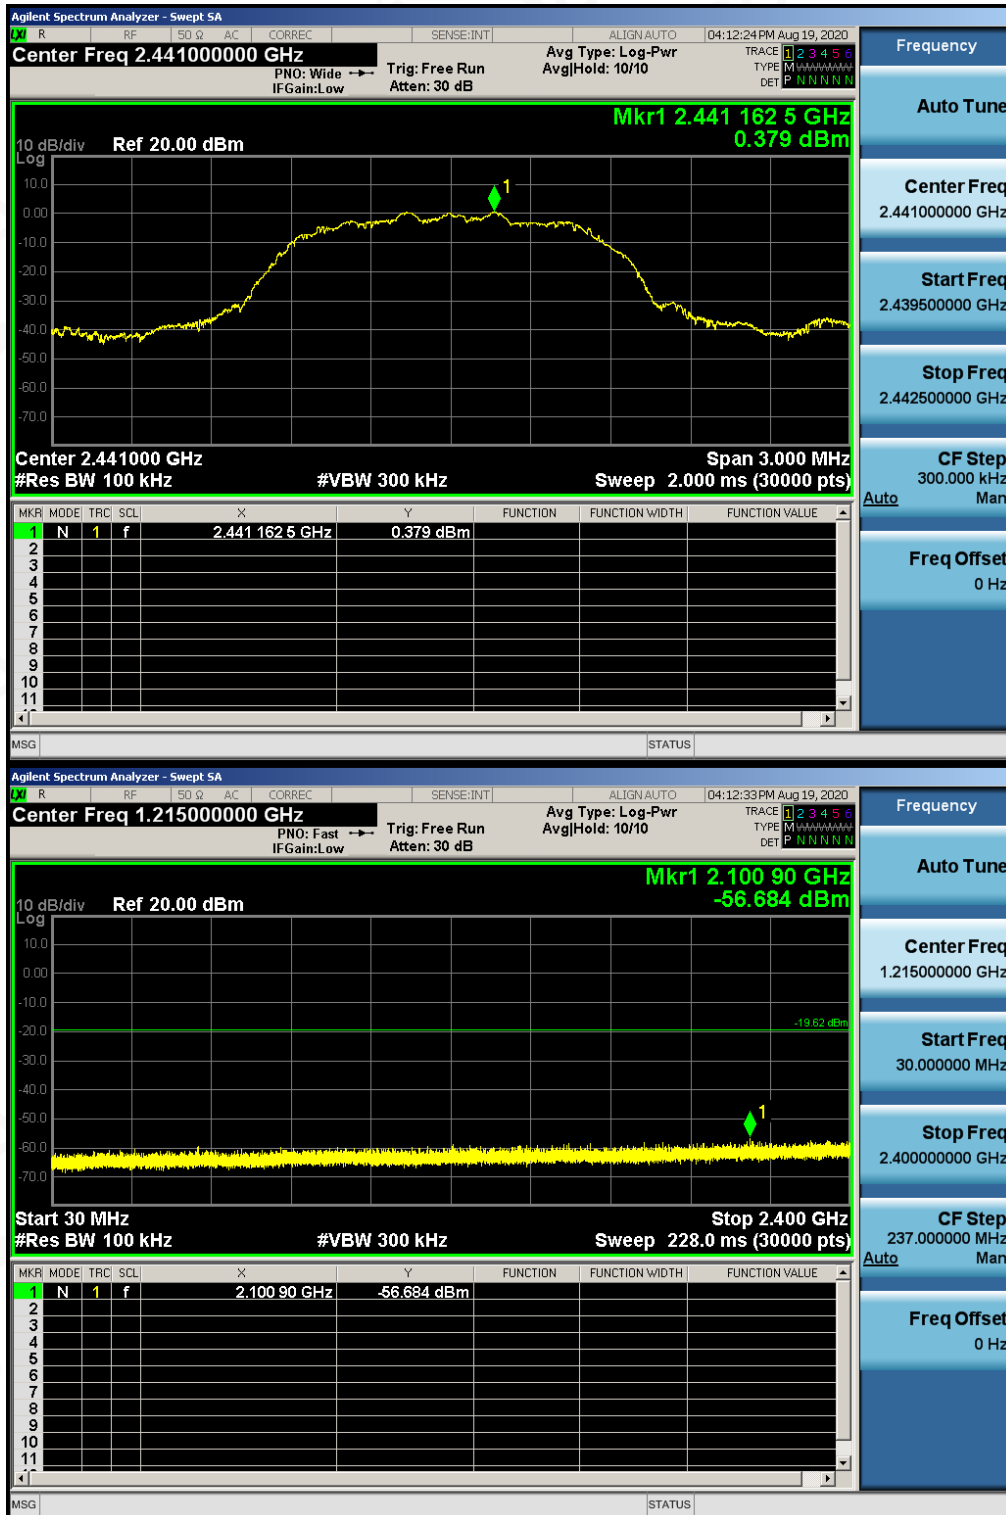 Agilent Spectrum Analyzer - Swept SA
LXI R RF 50 Ω AC CORREC SENSE:INT ALIGN AUTO 04:12:24 PM Aug 19, 2020
Center Freq 2.441000000 GHz
PNO: Wide
IFGain:Low
Trig: Free Run
Atten: 30 dB
Avg Type: Log-Pwr
Avg|Hold: 10/10
TRACE 1 2 3 4 5 6
TYPE M WWWWW
DET P N N N N N
Mkr1 2.441 162 5 GHz
0.379 dBm
10 dB/div Ref 20.00 dBm
Log
10.0
0.00
-10.0
-20.0
-30.0
-40.0
-50.0
-60.0
-70.0
1
Center 2.441000 GHz Span 3.000 MHz
#Res BW 100 kHz #VBW 300 kHz Sweep 2.000 ms (30000 pts)
MKR MODE TRC SCL X Y FUNCTION FUNCTION WIDTH FUNCTION VALUE
1 N 1 f 2.441 162 5 GHz 0.379 dBm
2
3
4
5
6
7
8
9
10
11
MSG STATUS
Frequency
Auto Tune
Center Freq
2.441000000 GHz
Start Freq
2.439500000 GHz
Stop Freq
2.442500000 GHz
CF Step
300.000 kHz
Auto Man
Freq Offset
0 Hz
Agilent Spectrum Analyzer - Swept SA
LXI R RF 50 Ω AC CORREC SENSE:INT ALIGN AUTO 04:12:33 PM Aug 19, 2020
Center Freq 1.215000000 GHz
PNO: Fast
IFGain:Low
Trig: Free Run
Atten: 30 dB
Avg Type: Log-Pwr
Avg|Hold: 10/10
TRACE 1 2 3 4 5 6
TYPE M WWWWW
DET P N N N N N
Mkr1 2.100 90 GHz
-56.684 dBm
10 dB/div Ref 20.00 dBm
Log
10.0
0.00
-10.0
-20.0
-30.0
-40.0
-50.0
-60.0
-70.0
-19.62 dBm
1
Start 30 MHz Stop 2.400 GHz
#Res BW 100 kHz #VBW 300 kHz Sweep 228.0 ms (30000 pts)
MKR MODE TRC SCL X Y FUNCTION FUNCTION WIDTH FUNCTION VALUE
1 N 1 f 2.100 90 GHz -56.684 dBm
2
3
4
5
6
7
8
9
10
11
MSG STATUS
Frequency
Auto Tune
Center Freq
1.215000000 GHz
Start Freq
30.000000 MHz
Stop Freq
2.400000000 GHz
CF Step
237.000000 MHz
Auto Man
Freq Offset
0 Hz